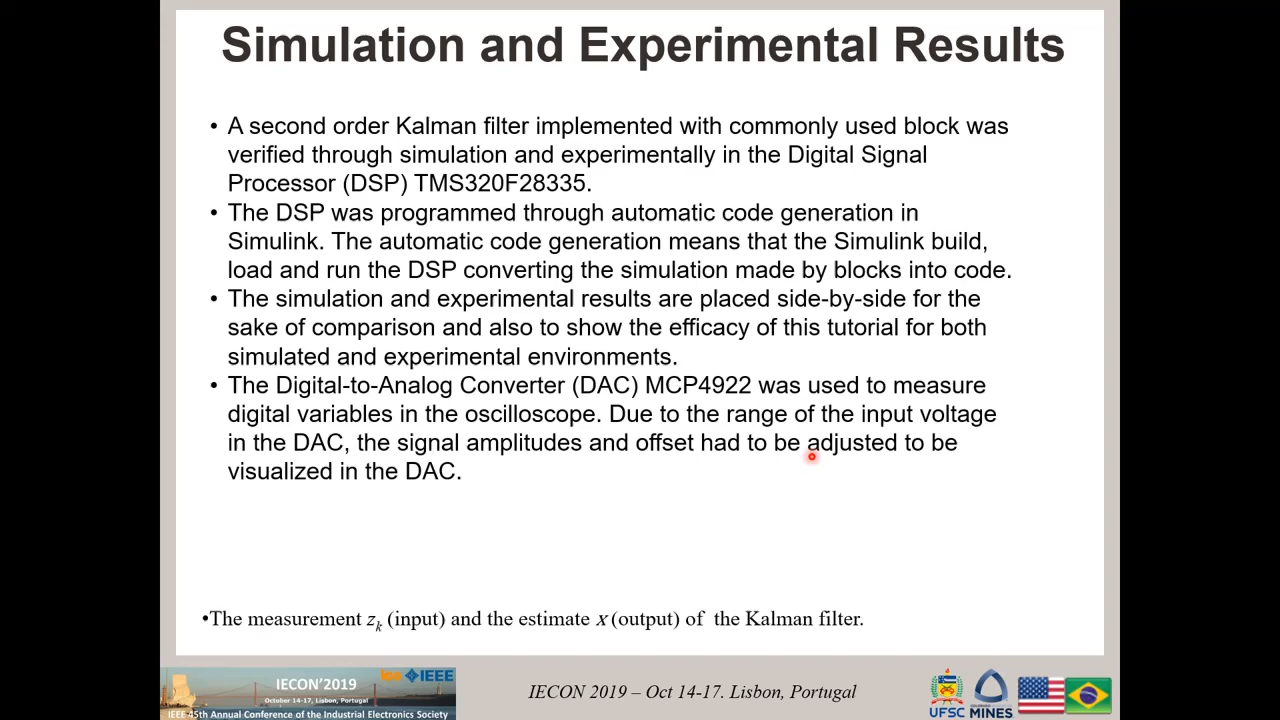 Simulation and Experimental Results
• A second order Kalman filter implemented with commonly used block was
verified through simulation and experimentally in the Digital Signal
Processor (DSP) TMS320F28335.
• The DSP was programmed through automatic code generation in
Simulink. The automatic code generation means that the Simulink build,
load and run the DSP converting the simulation made by blocks into code.
• The simulation and experimental results are placed side-by-side for the
sake of comparison and also to show the efficacy of this tutorial for both
simulated and experimental environments.
• The Digital-to-Analog Converter (DAC) MCP4922 was used to measure
digital variables in the oscilloscope. Due to the range of the input voltage
in the DAC, the signal amplitudes and offset had to be adjusted to be
visualized in the DAC.
•The measurement zk (input) and the estimate x (output) of the Kalman filter.
IEEE
IECON'2019
October 14-17, Lisbon, Portugal
IEEE 45th Annual Conference of the Industrial Electronics Society
IECON 2019 – Oct 14-17. Lisbon, Portugal
UFSC
MINES